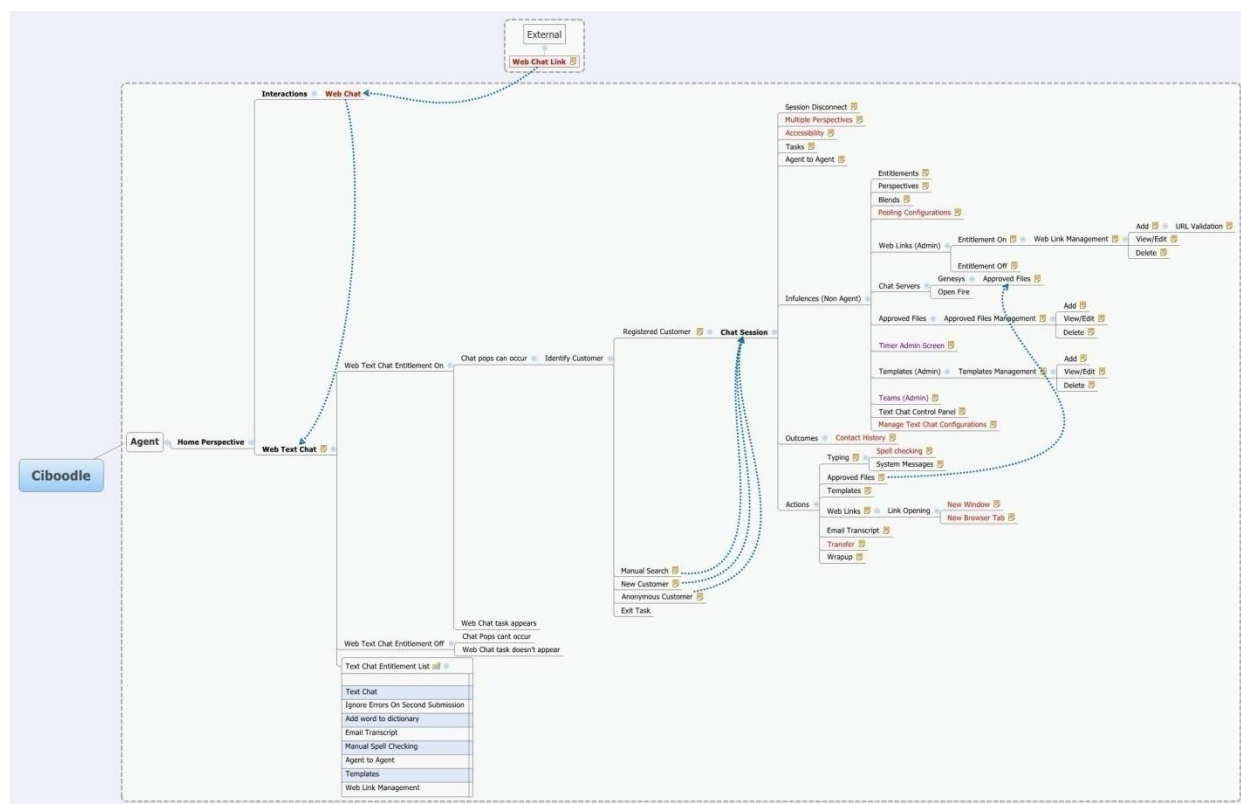 External
Web Chat Link
Interactions
Web Chat
Session Disconnect
Multiple Perspectives
Accessibility
Tasks
Agent to Agent
Entitlements
Perspectives
Blends
Pooling Configurations
Web Links (Admin)
Entitlement On
Web Link Management
Add
URL Validation
View/Edit
Delete
Entitlement Off
Chat Servers
Genesys
Approved Files
Open Fire
Infulences (Non Agent)
Approved Files
Approved Files Management
Add
View/Edit
Delete
Timer Admin Screen
Templates (Admin)
Templates Management
Add
View/Edit
Delete
Teams (Admin)
Text Chat Control Panel
Manage Text Chat Configurations
Registered Customer
Chat Session
Chat pops can occur
Identify Customer
Web Text Chat Entitlement On
Ciboodle
Agent
Home Perspective
Web Text Chat
Outcomes
Contact History
Actions
Typing
Spell checking
System Messages
Approved Files
Templates
Web Links
Link Opening
New Window
New Browser Tab
Email Transcript
Transfer
Wrapup
Manual Search
New Customer
Anonymous Customer
Exit Task
Web Chat task appears
Web Text Chat Entitlement Off
Chat Pops cant occur
Web Chat task doesn't appear
Text Chat Entitlement List
Text Chat
Ignore Errors On Second Submission
Add word to dictionary
Email Transcript
Manual Spell Checking
Agent to Agent
Templates
Web Link Management